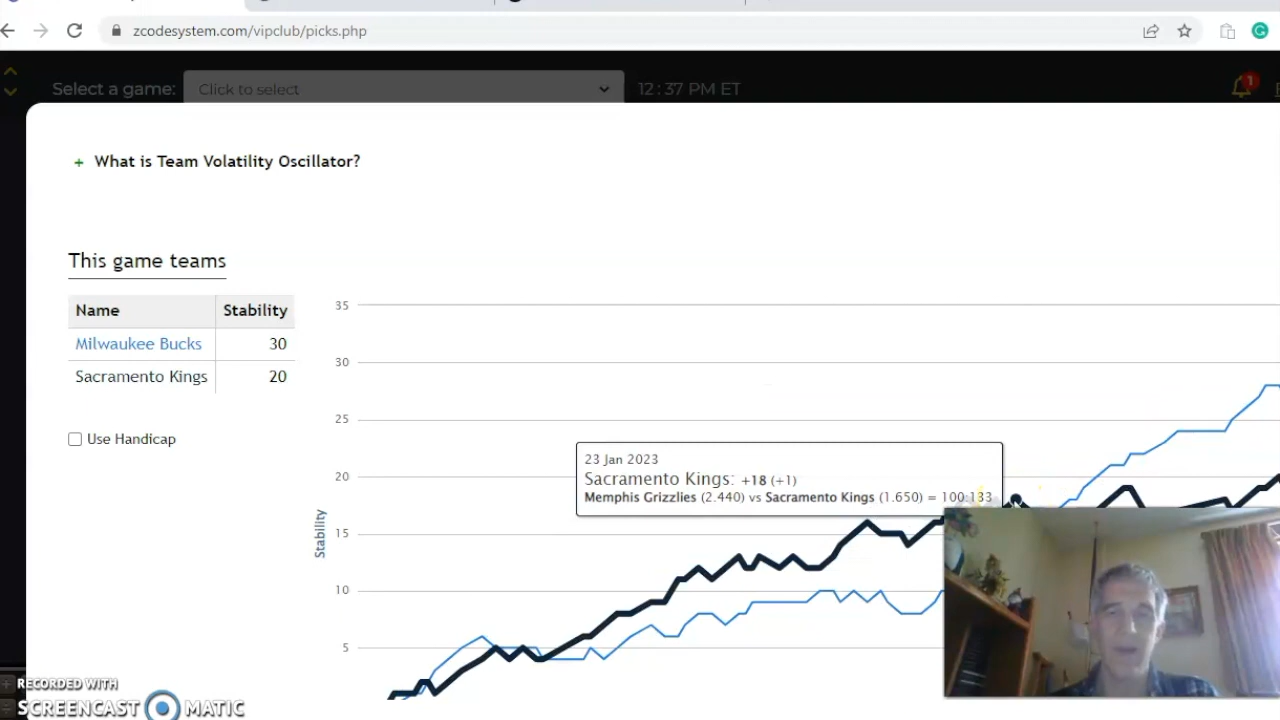 zcodesystem.com/vipclub/picks.php
Select a game: Click to select 12:37 PM ET
1
+ What is Team Volatility Oscillator?
This game teams
Name Stability
Milwaukee Bucks 30
Sacramento Kings 20
Use Handicap
35
30
25
20
15
10
5
Stability
23 Jan 2023
Sacramento Kings: +18 (+1)
Memphis Grizzlies (2.440) vs Sacramento Kings (1.650) = 100:133
RECORDED WITH
SCREENCAST MATIC